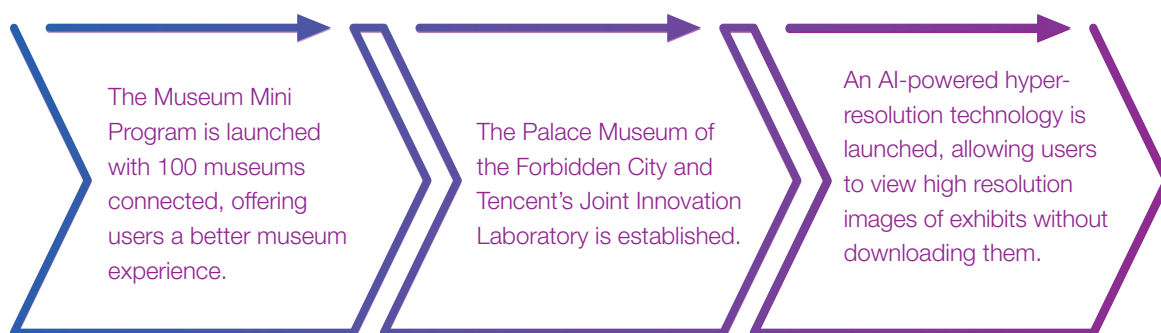 The Museum Mini
Program is launched
with 100 museums
connected, offering
users a better museum
experience.
The Palace Museum of
the Forbidden City and
Tencent’s Joint Innovation
Laboratory is established.
An AI-powered hyper-
resolution technology is
launched, allowing users
to view high resolution
images of exhibits without
downloading them.